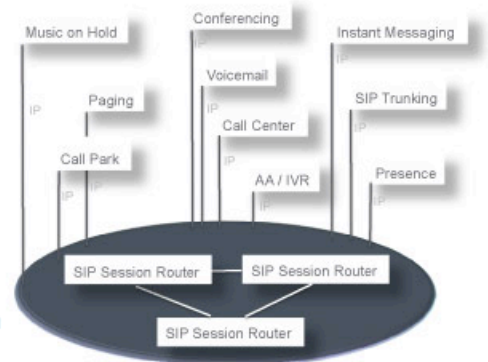 Music on Hold
Conferencing
Instant Messaging
IP
IP
IP
Voicemail
Paging
SIP Trunking
IP
IP
Call Center
IP
Call Park
IP
IP
IP
AA / IVR
IP
Presence
IP
SIP Session Router
SIP Session Router
SIP Session Router